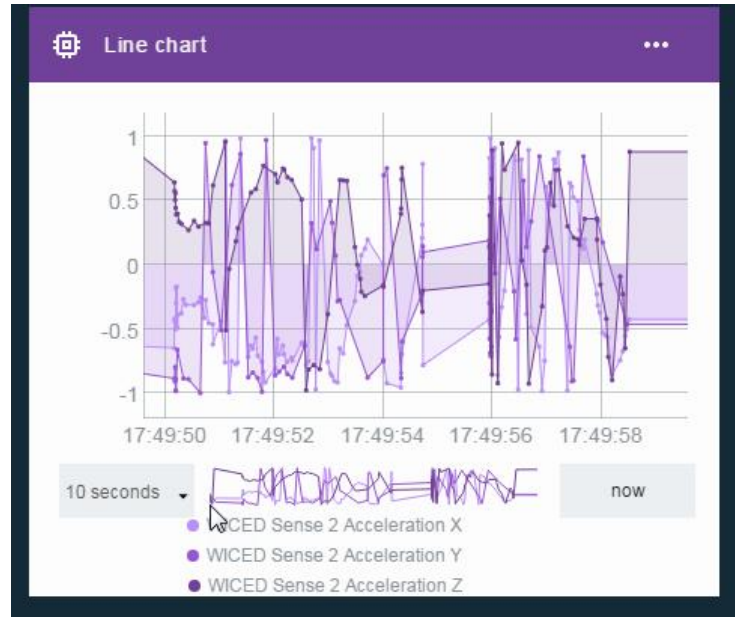 Line chart
1
0.5
0
-0.5
-1
17:49:50 17:49:52 17:49:54 17:49:56 17:49:58
10 seconds now
WICED Sense 2 Acceleration X
WICED Sense 2 Acceleration Y
WICED Sense 2 Acceleration Z